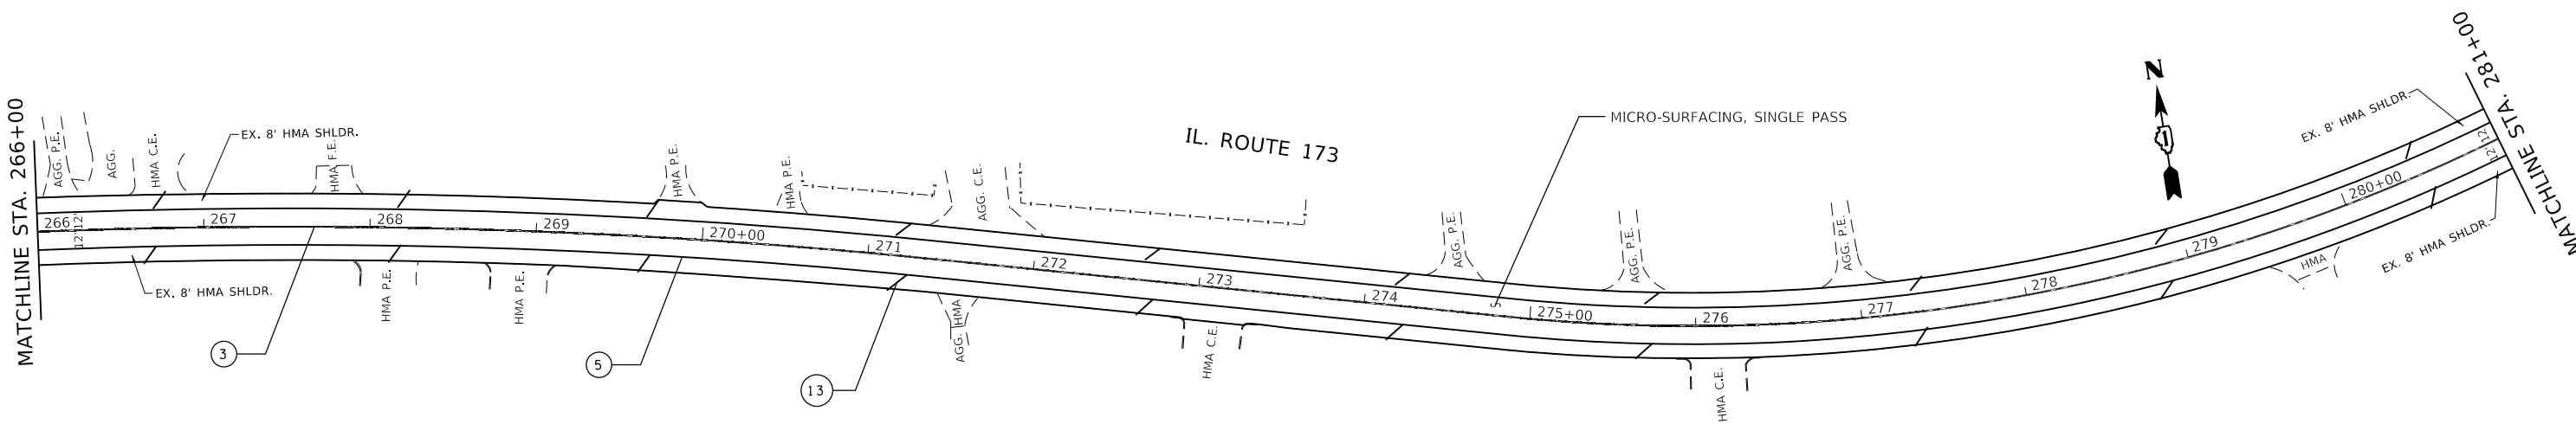 MATCHLINE STA. 266+00
AGG. P.E.
AGG.
HMA C.E.
EX. 8' HMA SHLDR.
HMA F.E.
HMA P.E.
HMA P.E.
AGG. C.E.
IL. ROUTE 173
MICRO-SURFACING, SINGLE PASS
AGG. P.E.
AGG. P.E.
AGG. P.E.
N
EX. 8' HMA SHLDR.
MATCHLINE STA. 281+00
266
12'
12'
267
268
269
270+00
271
272
273
274
275+00
276
277
278
279
280+00
12'
12'
EX. 8' HMA SHLDR.
HMA P.E.
HMA P.E.
AGG. HMA
AGG. P.E.
HMA C.E.
HMA C.E.
HMA
EX. 8' HMA SHLDR.
3
5
13